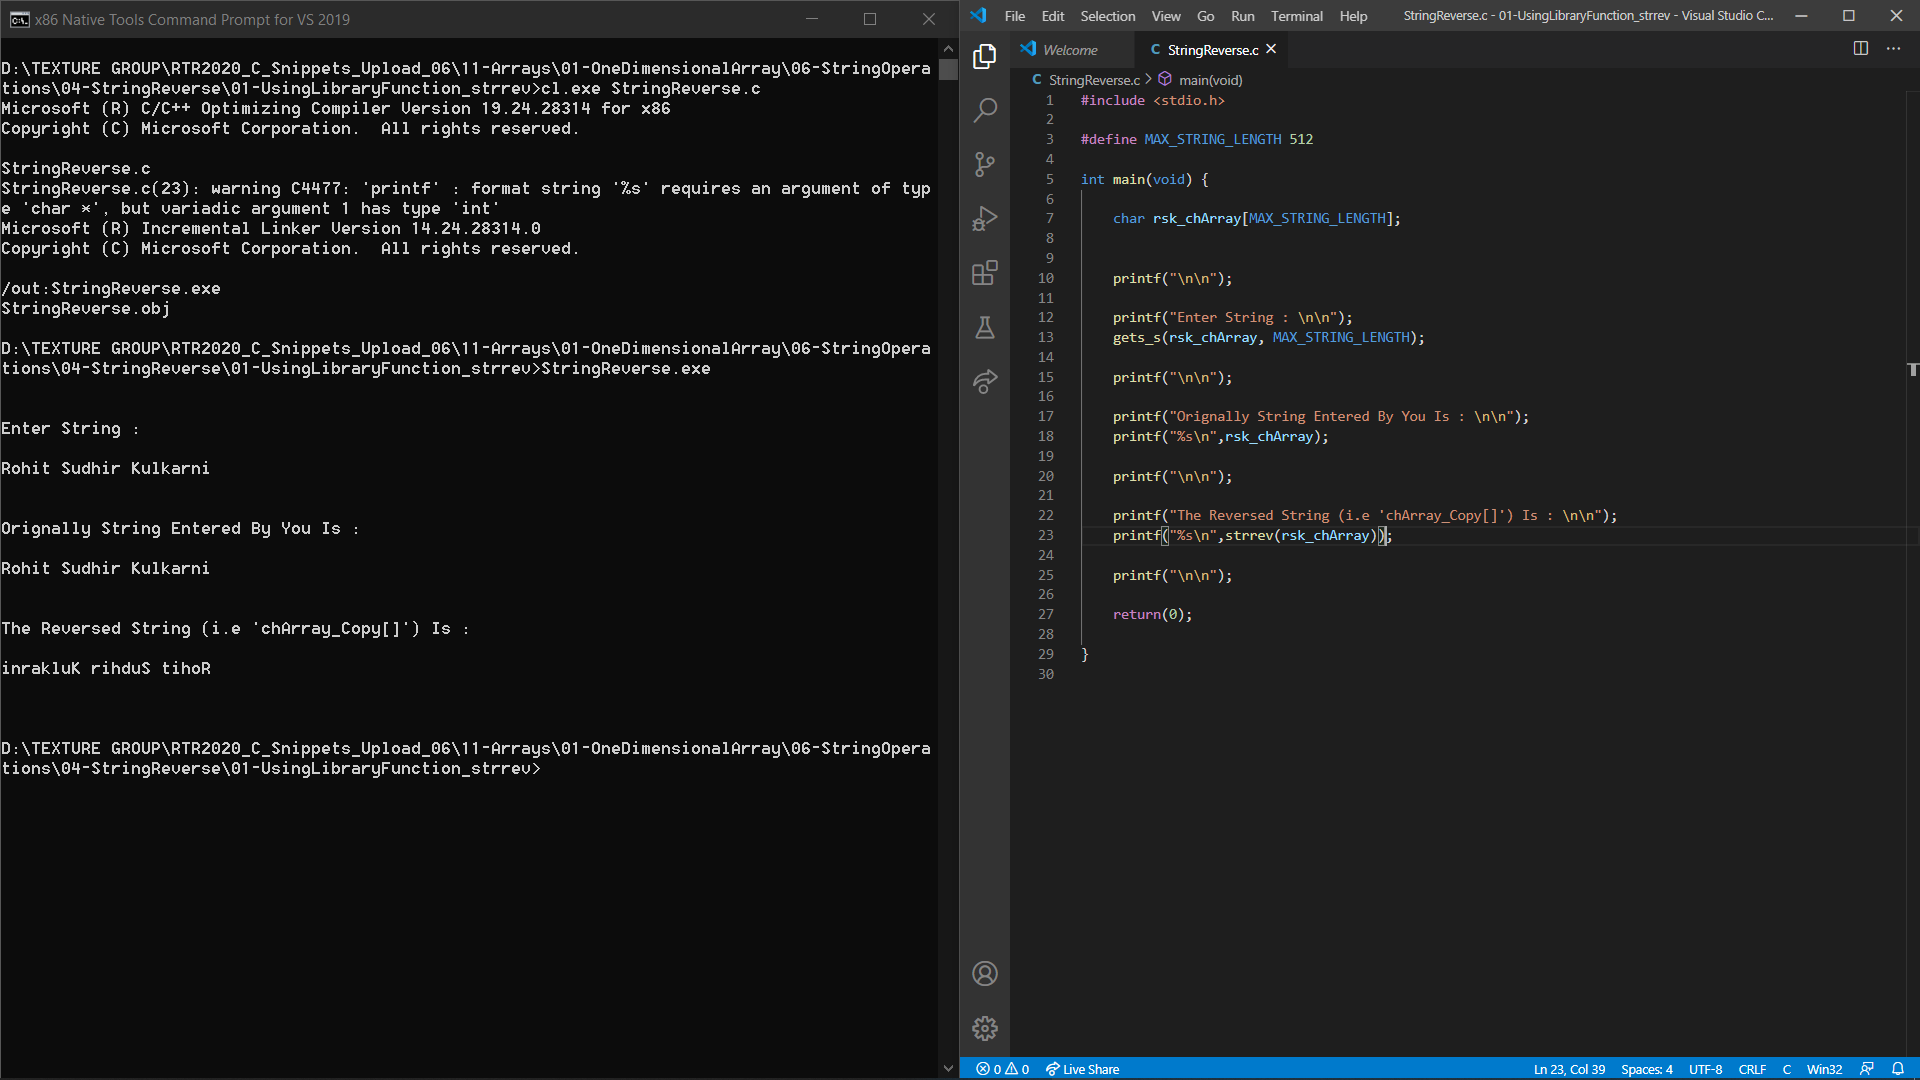 x86 Native Tools Command Prompt for VS 2019
D:\TEXTURE GROUP\RTR2020_C_Snippets_Upload_06\11-Arrays\01-OneDimensionalArray\06-StringOpera
tions\04-StringReverse\01-UsingLibraryFunction_strrev>cl.exe StringReverse.c
Microsoft (R) C/C++ Optimizing Compiler Version 19.24.28314 for x86
Copyright (C) Microsoft Corporation.  All rights reserved.
StringReverse.c
StringReverse.c(23): warning C4477: 'printf' : format string '%s' requires an argument of typ
e 'char *', but variadic argument 1 has type 'int'
Microsoft (R) Incremental Linker Version 14.24.28314.0
Copyright (C) Microsoft Corporation.  All rights reserved.
/out:StringReverse.exe
StringReverse.obj
D:\TEXTURE GROUP\RTR2020_C_Snippets_Upload_06\11-Arrays\01-OneDimensionalArray\06-StringOpera
tions\04-StringReverse\01-UsingLibraryFunction_strrev>StringReverse.exe
Enter String :
Rohit Sudhir Kulkarni
Orignally String Entered By You Is :
Rohit Sudhir Kulkarni
The Reversed String (i.e 'chArray_Copy[]') Is :
inrakluK rihduS tihoR
D:\TEXTURE GROUP\RTR2020_C_Snippets_Upload_06\11-Arrays\01-OneDimensionalArray\06-StringOpera
tions\04-StringReverse\01-UsingLibraryFunction_strrev>
File Edit Selection View Go Run Terminal Help StringReverse.c - 01-UsingLibraryFunction_strrev - Visual Studio C...
Welcome C StringReverse.c
C StringReverse.c > main(void)
1 #include <stdio.h>
2
3 #define MAX_STRING_LENGTH 512
4
5 int main(void) {
6
7 char rsk_chArray[MAX_STRING_LENGTH];
8
9
10 printf("\n\n");
11
12 printf("Enter String : \n\n");
13 gets_s(rsk_chArray, MAX_STRING_LENGTH);
14
15 printf("\n\n");
16
17 printf("Orignally String Entered By You Is : \n\n");
18 printf("%s\n",rsk_chArray);
19
20 printf("\n\n");
21
22 printf("The Reversed String (i.e 'chArray_Copy[]') Is : \n\n");
23 printf("%s\n",strrev(rsk_chArray));
24
25 printf("\n\n");
26
27 return(0);
28
29 }
30
0 0 Live Share Ln 23, Col 39 Spaces: 4 UTF-8 CRLF C Win32